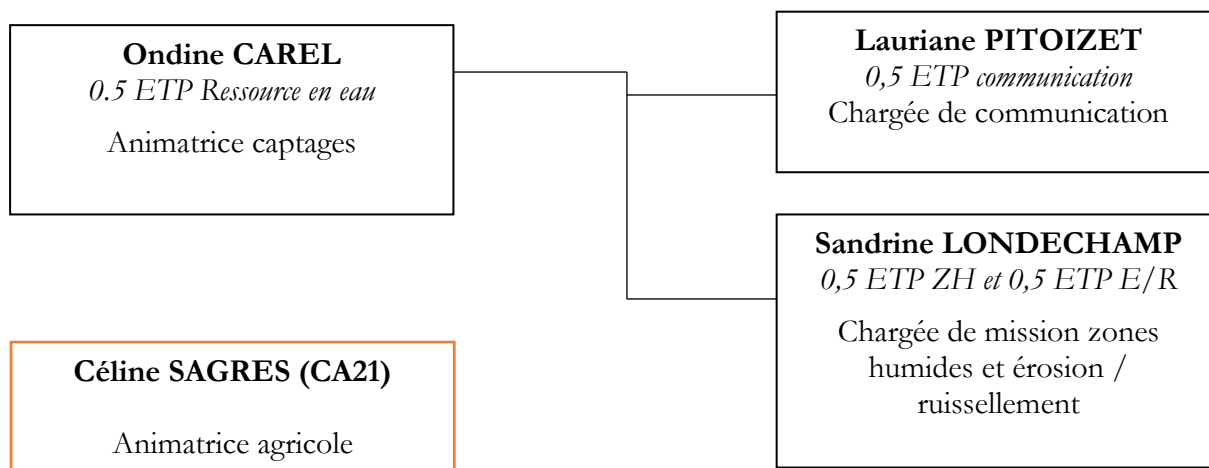 Ondine CAREL
0.5 ETP Ressource en eau
Animatrice captages
Lauriane PITOIZET
0,5 ETP communication
Chargée de communication
Sandrine LONDECHAMP
0,5 ETP ZH et 0,5 ETP E/R
Chargée de mission zones
humides et érosion /
ruissellement
Céline SAGRES (CA21)
Animatrice agricole